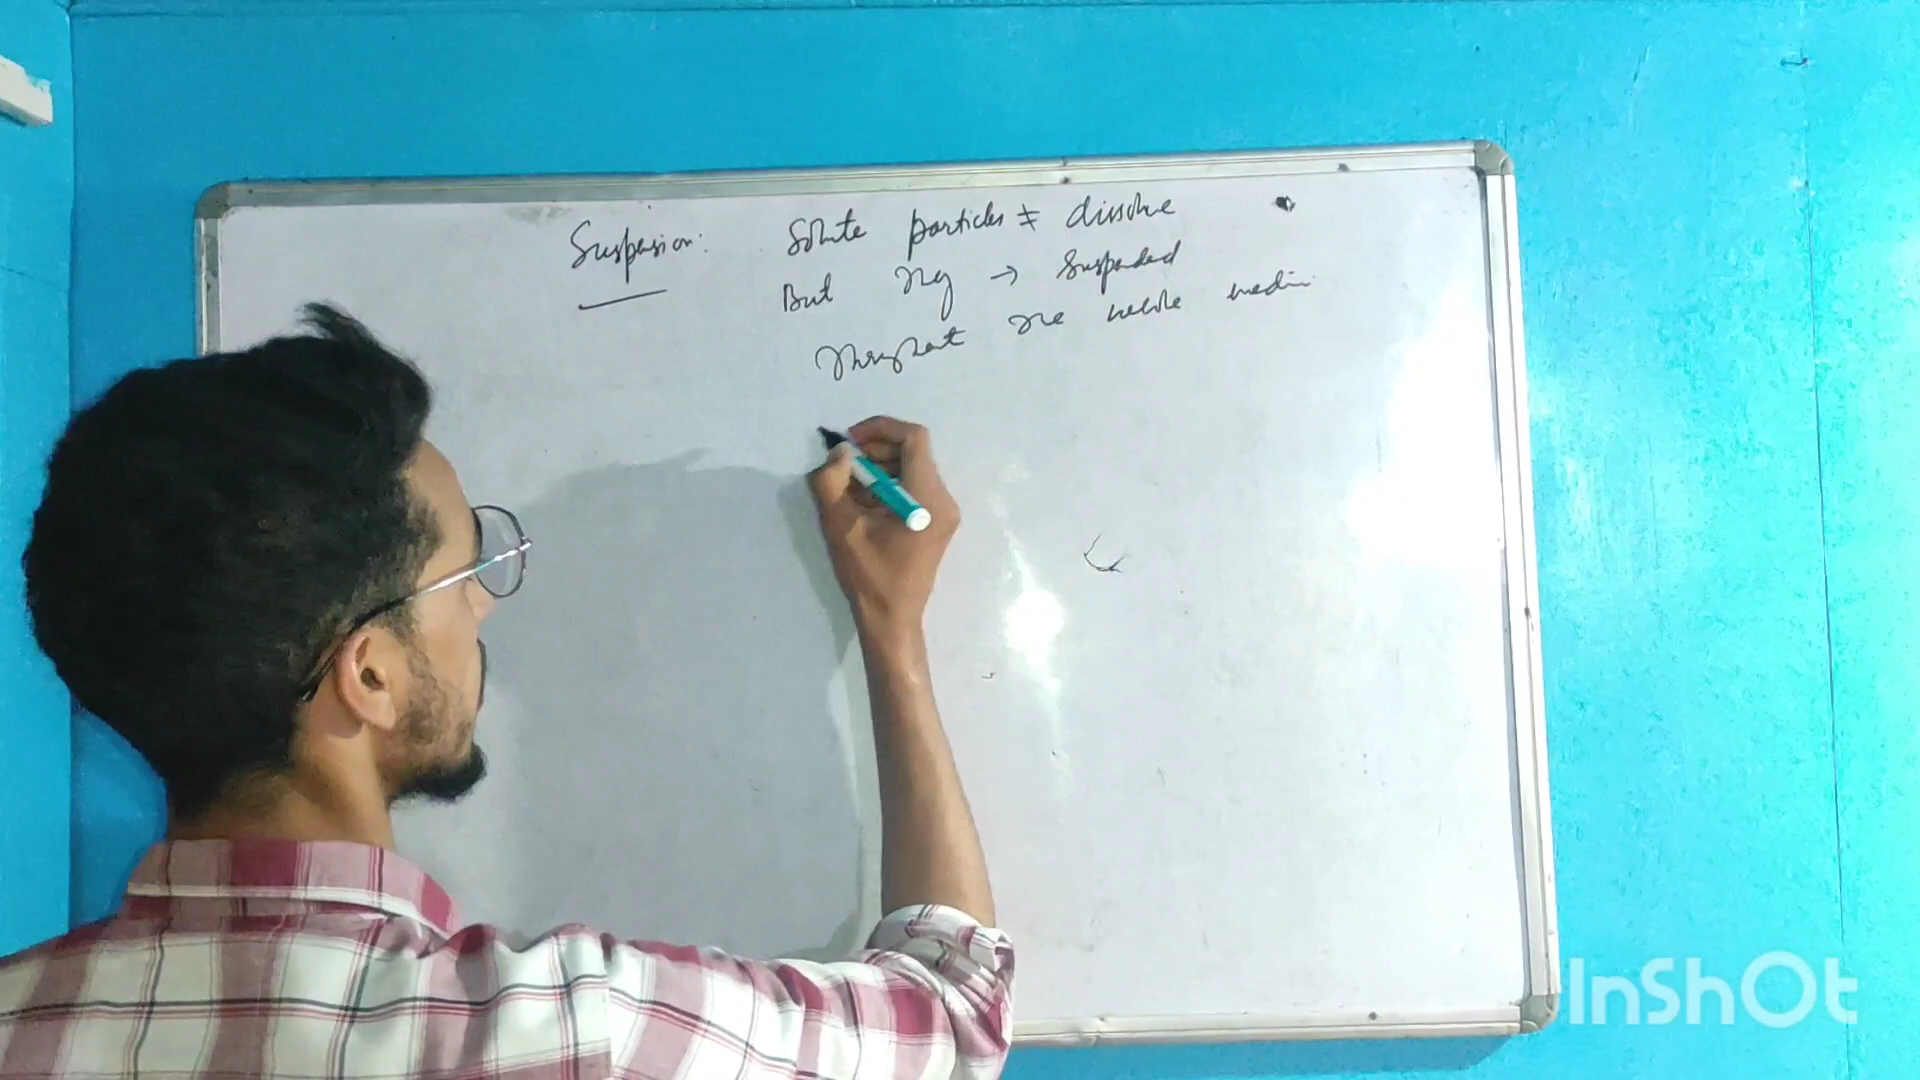 Suspension: Solute particles ≠ dissolve
But they → suspended
throughout the whole medium
InShOt